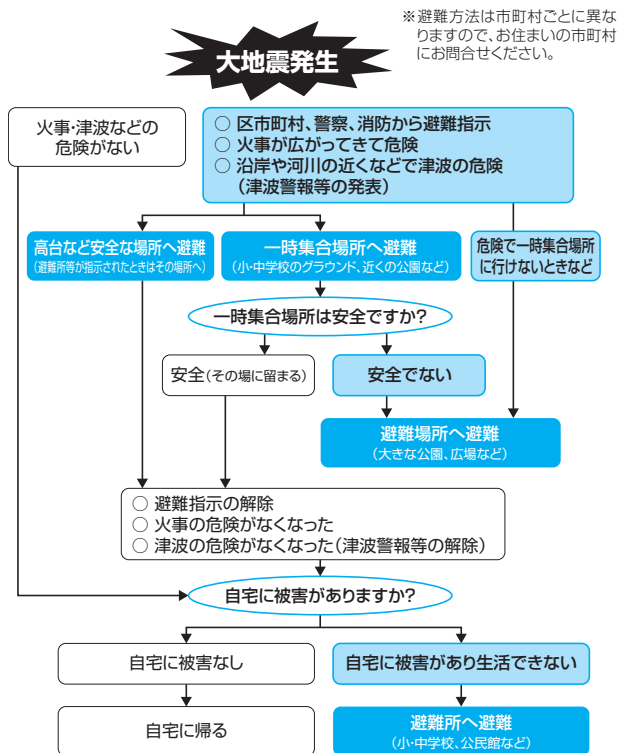 ※避難方法は市町村ごとに異な
りますので、お住まいの市町村
にお問合せください。
大地震発生
火事・津波などの
危険がない
○ 区市町村、警察、消防から避難指示
○ 火事が広がってきて危険
○ 沿岸や河川の近くなどで津波の危険
（津波警報等の発表）
高台など安全な場所へ避難
（避難所等が指示されたときはその場所へ）
一時集合場所へ避難
（小・中学校のグラウンド、近くの公園など）
危険で一時集合場所
に行けないときなど
一時集合場所は安全ですか？
安全（その場に留まる）
安全でない
避難場所へ避難
（大きな公園、広場など）
○ 避難指示の解除
○ 火事の危険がなくなった
○ 津波の危険がなくなった（津波警報等の解除）
自宅に被害がありますか？
自宅に被害なし
自宅に被害があり生活できない
自宅に帰る
避難所へ避難
（小・中学校、公民館など）